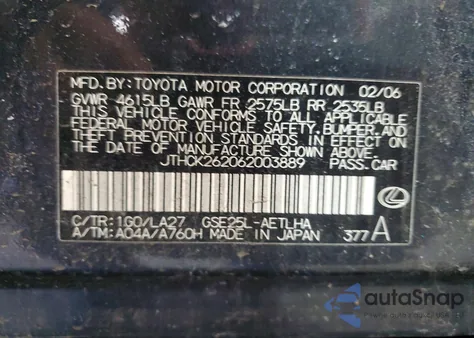 MFD. BY: TOYOTA MOTOR CORPORATION 02/06
GVWR 4615LB GAWR FR 2575LB RR 2535LB
THIS VEHICLE CONFORMS TO ALL APPLICABLE
FEDERAL MOTOR VEHICLE SAFETY, BUMPER, AND
THEFT PREVENTION STANDARDS IN EFFECT ON
THE DATE OF MANUFACTURE SHOWN ABOVE.
JTHCK262062003889 PASS. CAR
C/TR: 1G0/LA27 GSE25L-AETLHA
A/TM: A04A/A760H MADE IN JAPAN 377 A
autoSnap